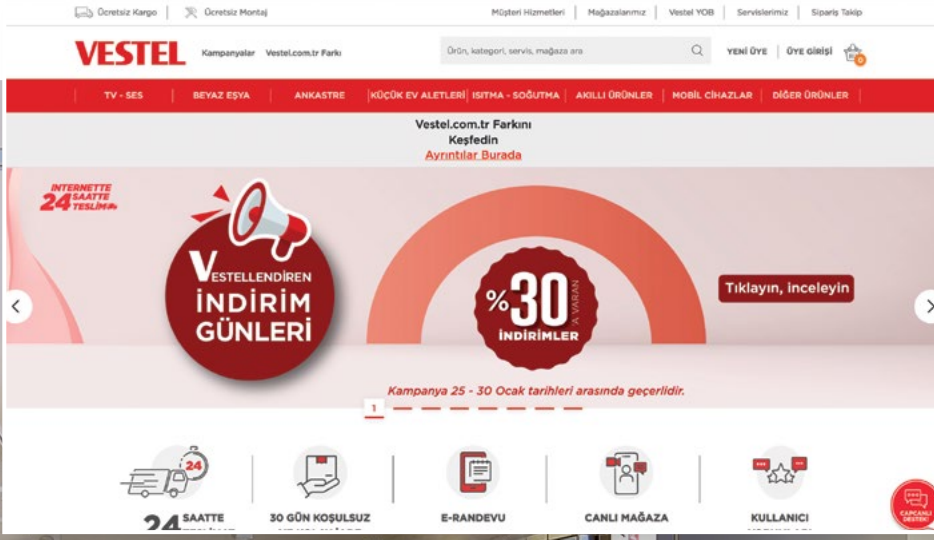 Ücretsiz Kargo
Ücretsiz Montaj
Müşteri Hizmetleri
Mağazalarımız
Vestel YOB
Servislerimiz
Sipariş Takip
VESTEL
Kampanyalar
Vestel.com.tr Farkı
Ürün, kategori, servis, mağaza ara
YENİ ÜYE
ÜYE GİRİŞİ
0
TV - SES
BEYAZ EŞYA
ANKASTRE
KÜÇÜK EV ALETLERİ
ISITMA - SOĞUTMA
AKILLI ÜRÜNLER
MOBİL CİHAZLAR
DİĞER ÜRÜNLER
Vestel.com.tr Farkını
Keşfedin
Ayrıntılar Burada
INTERNETTE
24 SAATTE
TESLİM
VESTELLENDİREN
İNDİRİM
GÜNLERİ
%30
'A VARAN
İNDİRİMLER
Tıklayın, inceleyin
Kampanya 25 - 30 Ocak tarihleri arasında geçerlidir.
1
24
24 SAATTE
30 GÜN KOŞULSUZ
E-RANDEVU
CANLI MAĞAZA
KULLANICI
CAPCANLI
DESTEK!